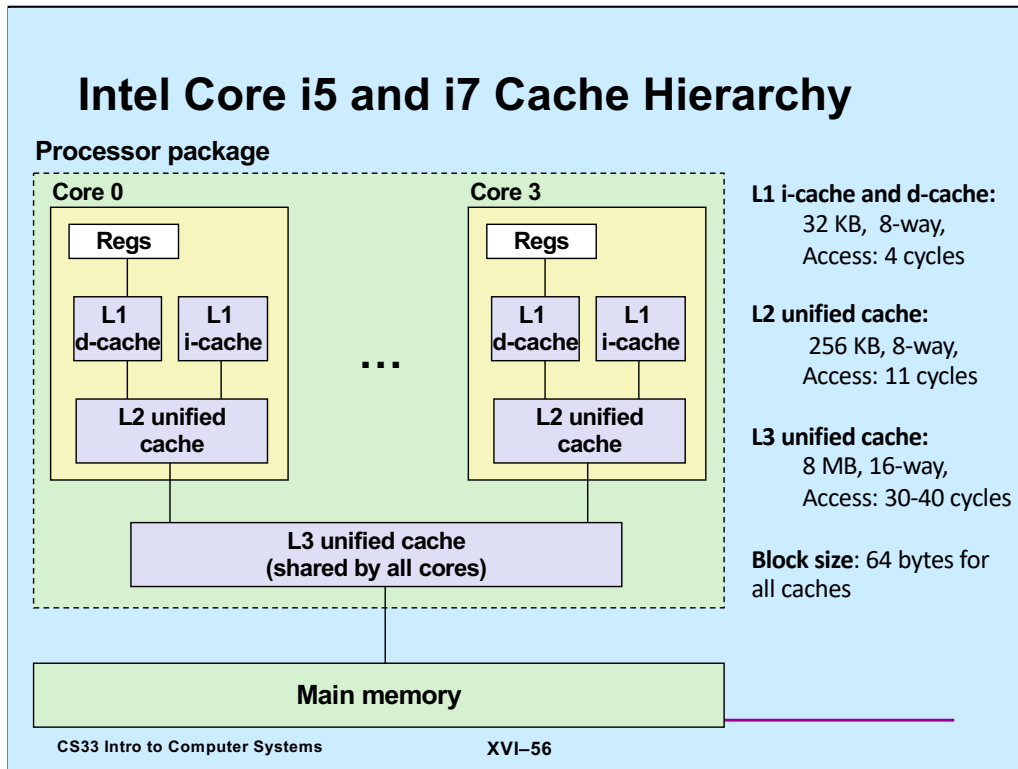 Intel Core i5 and i7 Cache Hierarchy
Processor package
Core 0
Regs
L1
d-cache
L1
i-cache
L2 unified
cache
...
Core 3
Regs
L1
d-cache
L1
i-cache
L2 unified
cache
L3 unified cache
(shared by all cores)
Main memory
L1 i-cache and d-cache:
32 KB, 8-way,
Access: 4 cycles
L2 unified cache:
256 KB, 8-way,
Access: 11 cycles
L3 unified cache:
8 MB, 16-way,
Access: 30-40 cycles
Block size: 64 bytes for
all caches
CS33 Intro to Computer Systems
XVI–56